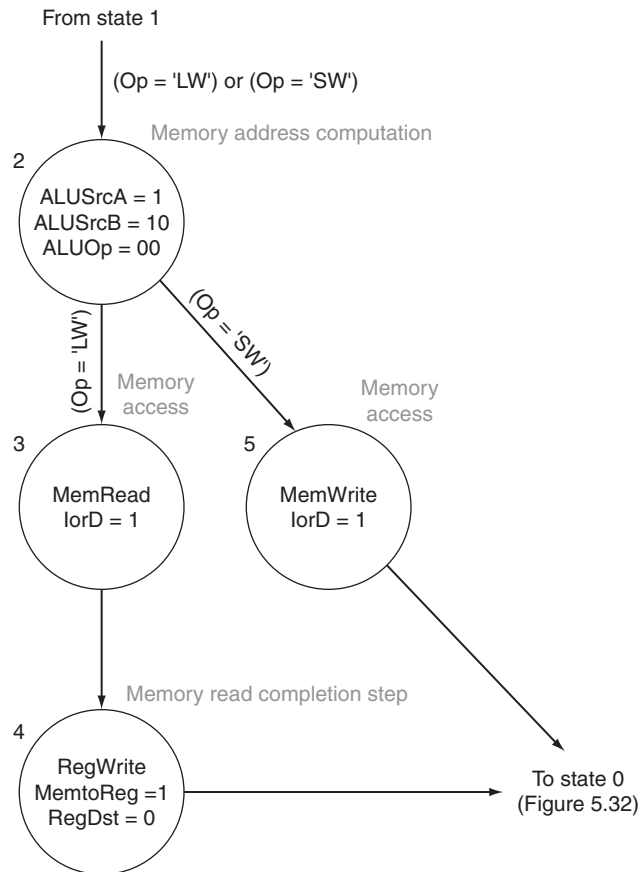 From state 1
(Op = 'LW') or (Op = 'SW')
Memory address computation
2
ALUSrcA = 1
ALUSrcB = 10
ALUOp = 00
(Op = 'LW')
(Op = 'SW')
Memory
access
Memory
access
3
5
MemRead
IorD = 1
MemWrite
IorD = 1
Memory read completion step
4
RegWrite
MemtoReg =1
RegDst = 0
To state 0
(Figure 5.32)